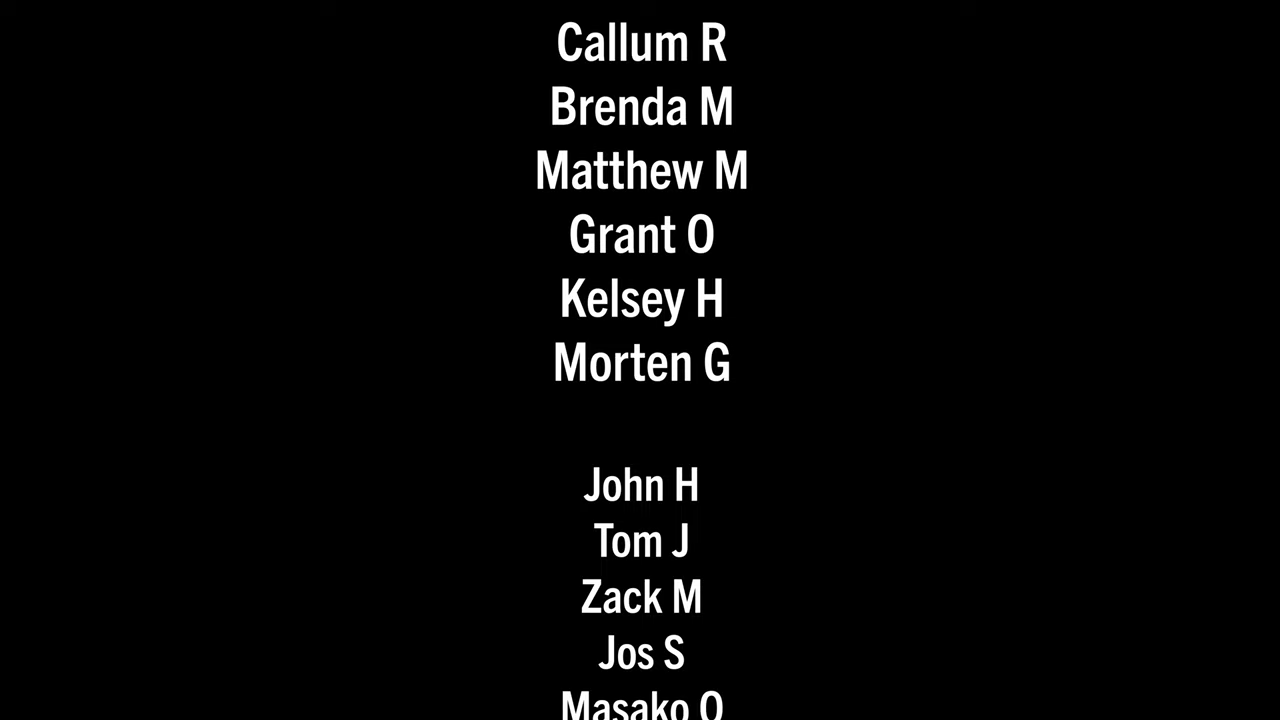 Callum R
Brenda M
Matthew M
Grant O
Kelsey H
Morten G
John H
Tom J
Zack M
Jos S
Masako